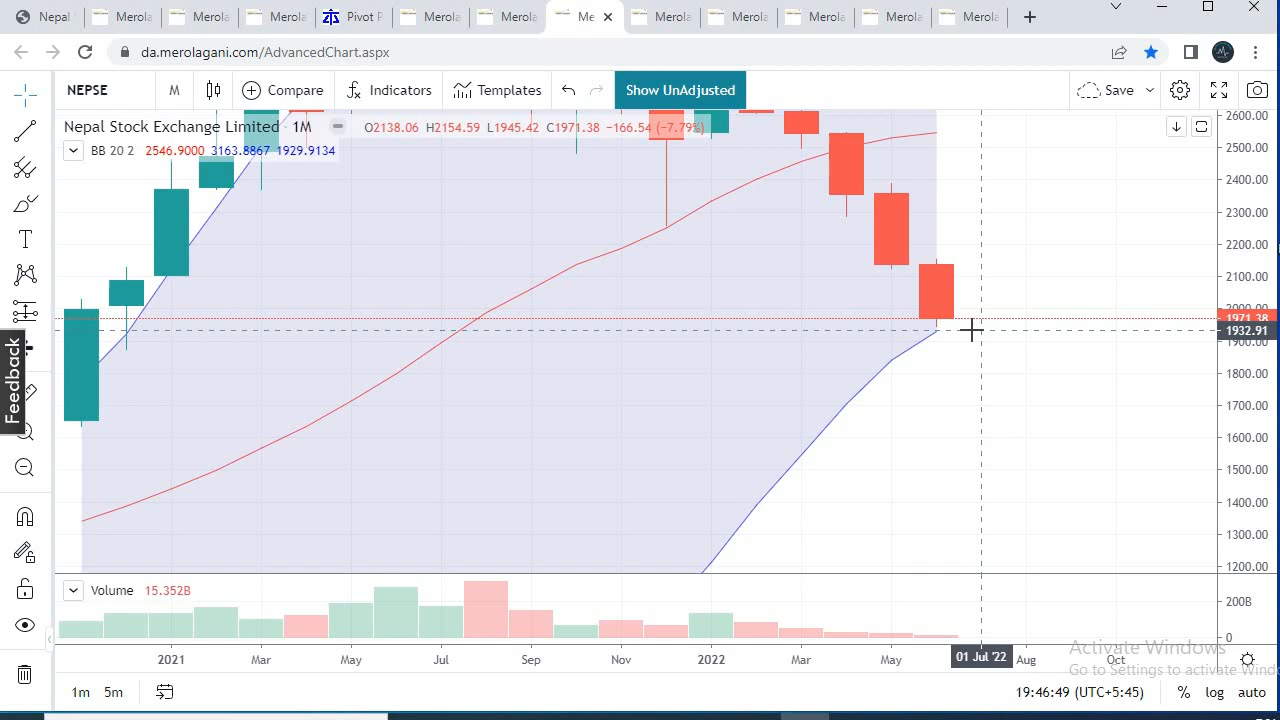 Nepal
Merola
Merola
Merola
Pivot P
Merola
Merola
Me
Merola
Merola
Merola
Merola
Merola
da.merolagani.com/AdvancedChart.aspx
NEPSE
M
Compare
Indicators
Templates
Show UnAdjusted
Save
Nepal Stock Exchange Limited · 1M
O2138.06 H2154.59 L1945.42 C1971.38 −166.54 (−7.79%)
BB 20 2 2546.9000 3163.8867 1929.9134
2600.00
2500.00
2400.00
2300.00
2200.00
2100.00
2000.00
1971.38
1932.91
1900.00
1800.00
1700.00
1600.00
1500.00
1400.00
1300.00
1200.00
Feedback
Volume 15.352B
200B
0
2021 Mar May Jul Sep Nov 2022 Mar May 01 Jul '22 Aug Oct
Activate Windows
Go to Settings to activate Windo
1m 5m
19:46:49 (UTC+5:45) % log auto